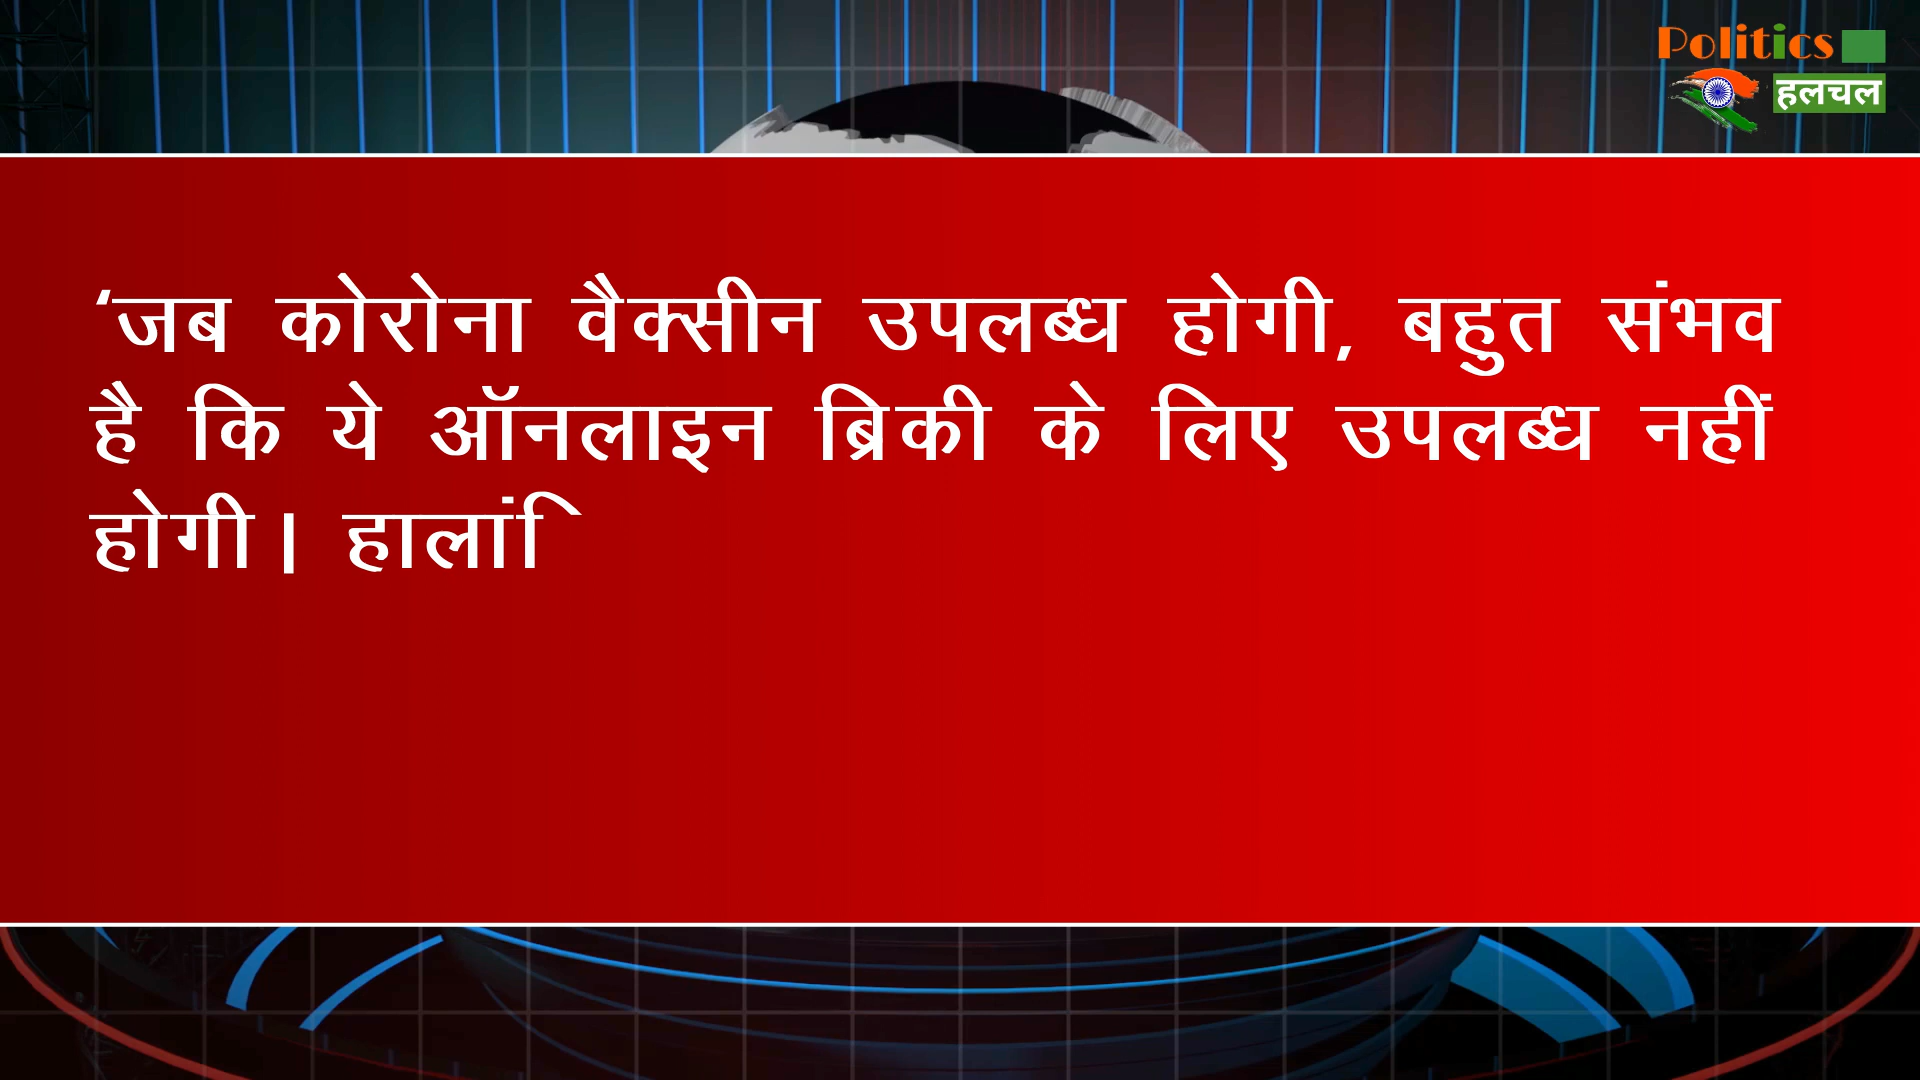 Politics
हलचल
‘जब कोरोना वैक्सीन उपलब्ध होगी, बहुत संभव
है कि ये ऑनलाइन ब्रिकी के लिए उपलब्ध नहीं
होगी। हालांि